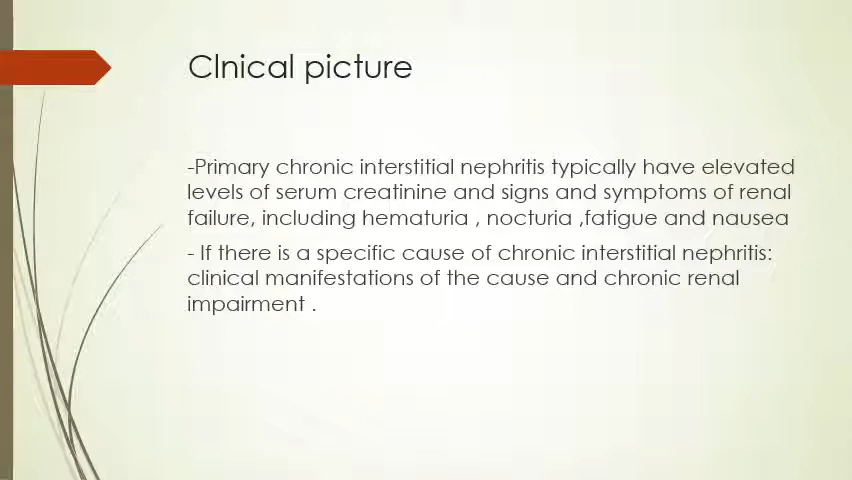 Clnical picture
-Primary chronic interstitial nephritis typically have elevated
levels of serum creatinine and signs and symptoms of renal
failure, including hematuria , nocturia ,fatigue and nausea
- If there is a specific cause of chronic interstitial nephritis:
clinical manifestations of the cause and chronic renal
impairment .